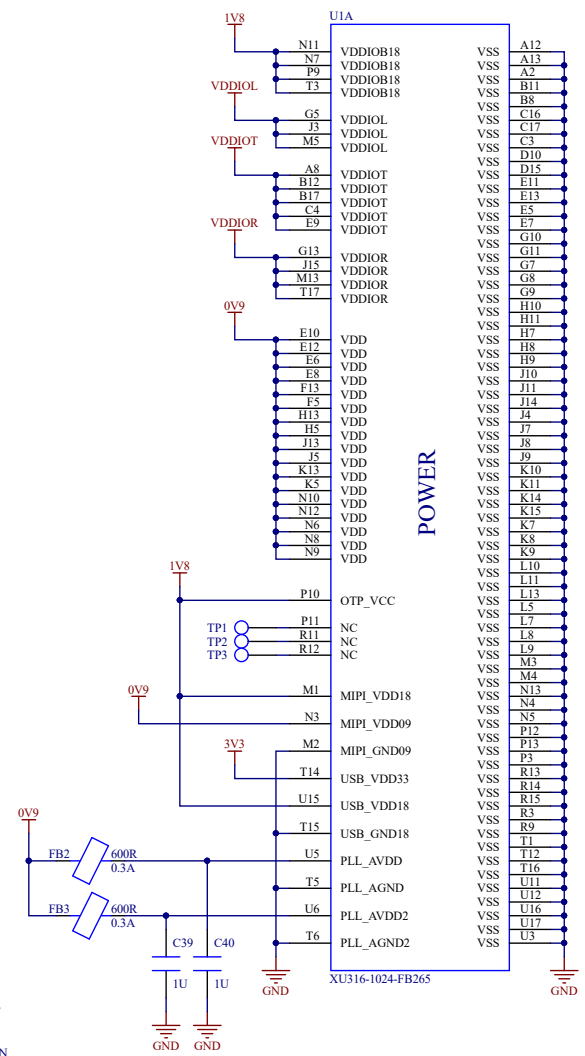 U1A
1V8
N11 VDDIOB18 VSS A12
N7 VDDIOB18 VSS A13
P9 VDDIOB18 VSS A2
T3 VDDIOB18 VSS B11
VSS B8
VDDIOL
G5 VDDIOL VSS C16
J3 VDDIOL VSS C17
M5 VDDIOL VSS C3
VSS D10
VDDIOT
A8 VDDIOT VSS D15
B12 VDDIOT VSS E11
B17 VDDIOT VSS E13
C4 VDDIOT VSS E5
E9 VDDIOT VSS E7
VSS G10
VDDIOR
G13 VDDIOR VSS G11
J15 VDDIOR VSS G7
M13 VDDIOR VSS G8
T17 VDDIOR VSS G9
VSS H10
0V9
VSS H11
E10 VDD VSS H7
E12 VDD VSS H8
E6 VDD VSS H9
E8 VDD VSS J10
F13 VDD VSS J11
F5 VDD VSS J14
H13 VDD VSS J4
H5 VDD VSS J7
J13 VDD VSS J8
J5 VDD VSS J9
K13 VDD VSS K10
K5 VDD VSS K11
N10 VDD VSS K14
N12 VDD VSS K15
N6 VDD VSS K7
N8 VDD VSS K8
N9 VDD VSS K9
POWER
1V8
VSS L10
VSS L11
P10 OTP_VCC VSS L13
VSS L5
TP1 P11 NC VSS L7
TP2 R11 NC VSS L8
TP3 R12 NC VSS L9
VSS M3
VSS M4
0V9
M1 MIPI_VDD18 VSS N13
VSS N4
N3 MIPI_VDD09 VSS N5
VSS P12
3V3
M2 MIPI_GND09 VSS P13
VSS P3
T14 USB_VDD33 VSS R13
VSS R14
U15 USB_VDD18 VSS R15
VSS R3
0V9
T15 USB_GND18 VSS R9
VSS T1
FB2 600R 0.3A U5 PLL_AVDD VSS T12
VSS T16
T5 PLL_AGND VSS U11
VSS U12
FB3 600R 0.3A U6 PLL_AVDD2 VSS U16
VSS U17
T6 PLL_AGND2 VSS U3
C39 C40
1U 1U
XU316-1024-FB265
GND GND
GND GND
N